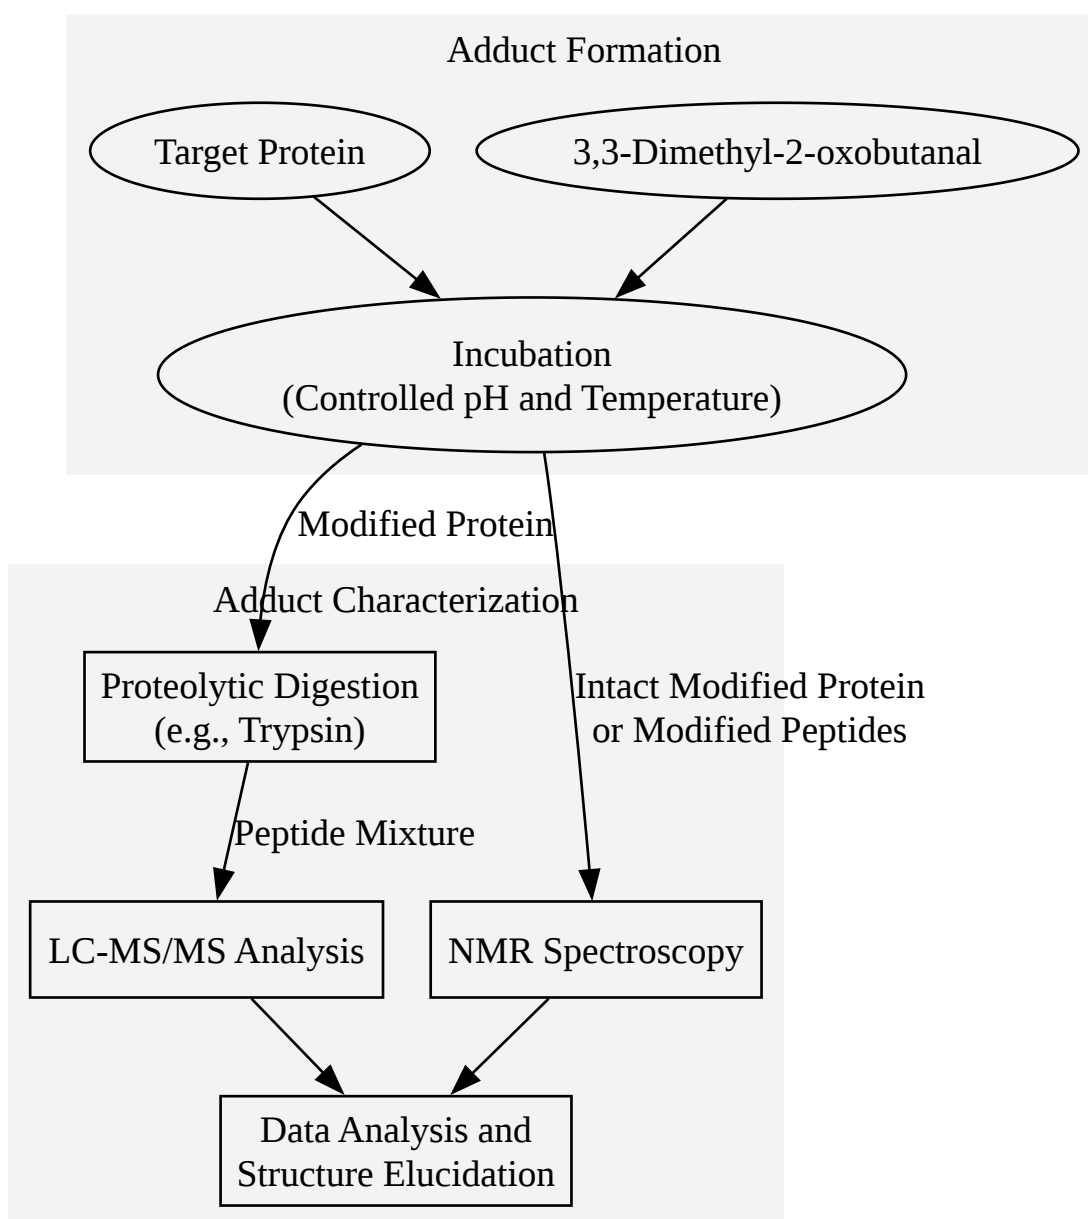 Adduct Formation
Target Protein
3,3-Dimethyl-2-oxobutanal
Incubation
(Controlled pH and Temperature)
Modified Protein
Adduct Characterization
Proteolytic Digestion
(e.g., Trypsin)
Intact Modified Protein
or Modified Peptides
Peptide Mixture
LC-MS/MS Analysis
NMR Spectroscopy
Data Analysis and
Structure Elucidation